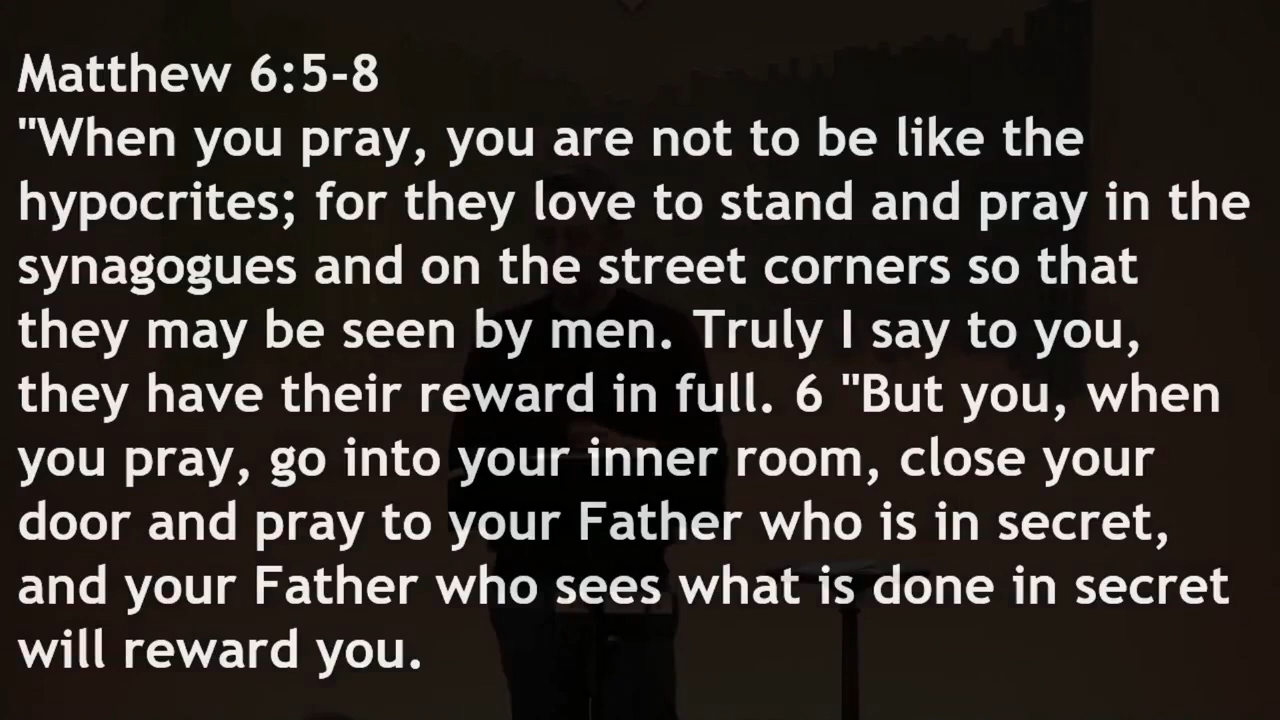 Matthew 6:5-8
"When you pray, you are not to be like the
hypocrites; for they love to stand and pray in the
synagogues and on the street corners so that
they may be seen by men. Truly I say to you,
they have their reward in full. 6 "But you, when
you pray, go into your inner room, close your
door and pray to your Father who is in secret,
and your Father who sees what is done in secret
will reward you.